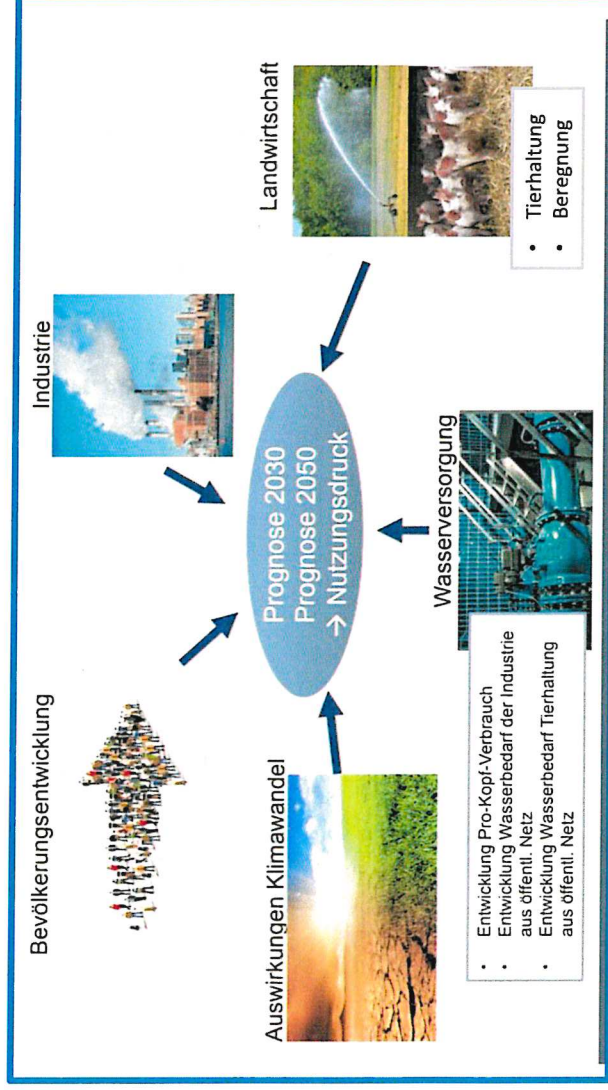 Bevölkerungsentwicklung
Industrie
Landwirtschaft
Prognose 2030
Prognose 2050
→ Nutzungsdruck
• Tierhaltung
• Beregnung
Auswirkungen Klimawandel
Wasserversorgung
• Entwicklung Pro-Kopf-Verbrauch
• Entwicklung Wasserbedarf der Industrie
aus öffentl. Netz
• Entwicklung Wasserbedarf Tierhaltung
aus öffentl. Netz